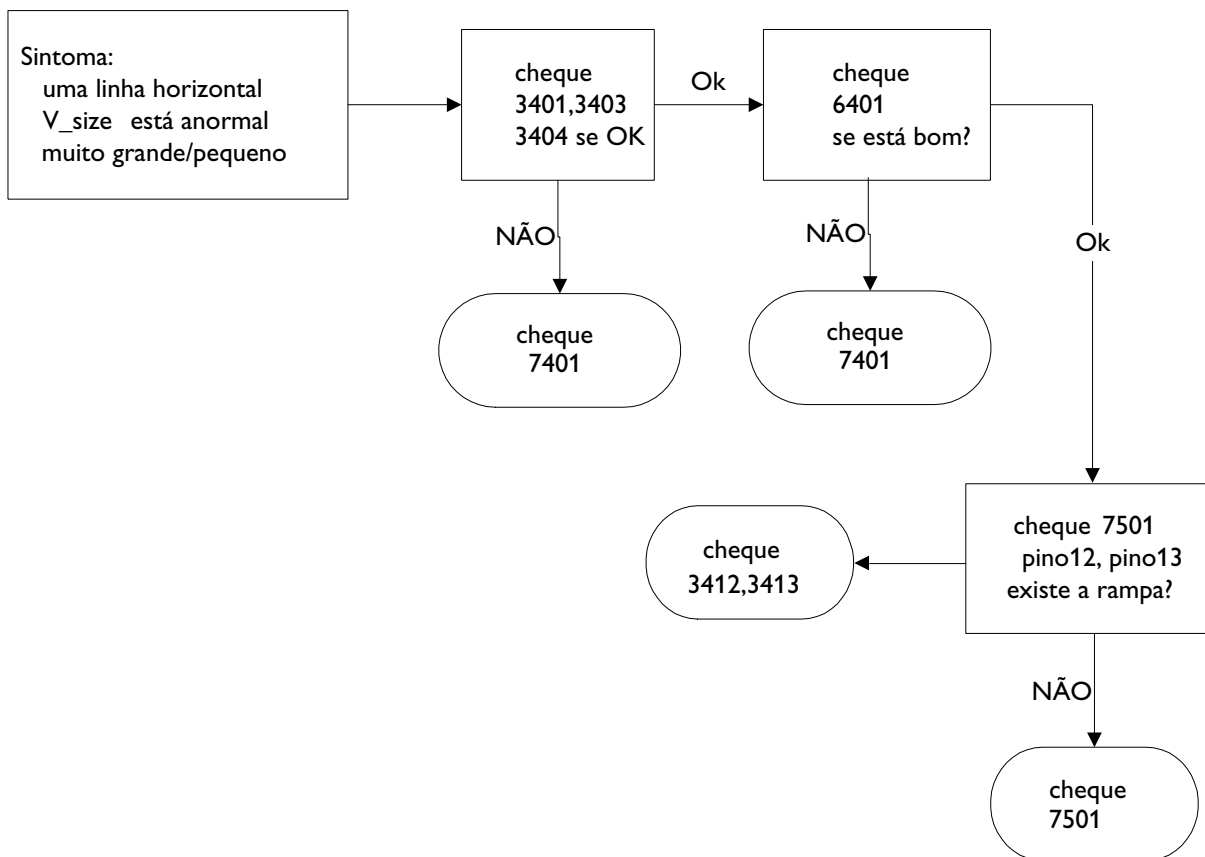 Sintoma:
uma linha horizontal
V_size está anormal
muito grande/pequeno
cheque
3401,3403
3404 se OK
Ok
cheque
6401
se está bom?
NÃO
NÃO
Ok
cheque
7401
cheque
7401
cheque 7501
pino12, pino13
existe a rampa?
cheque
3412,3413
NÃO
cheque
7501